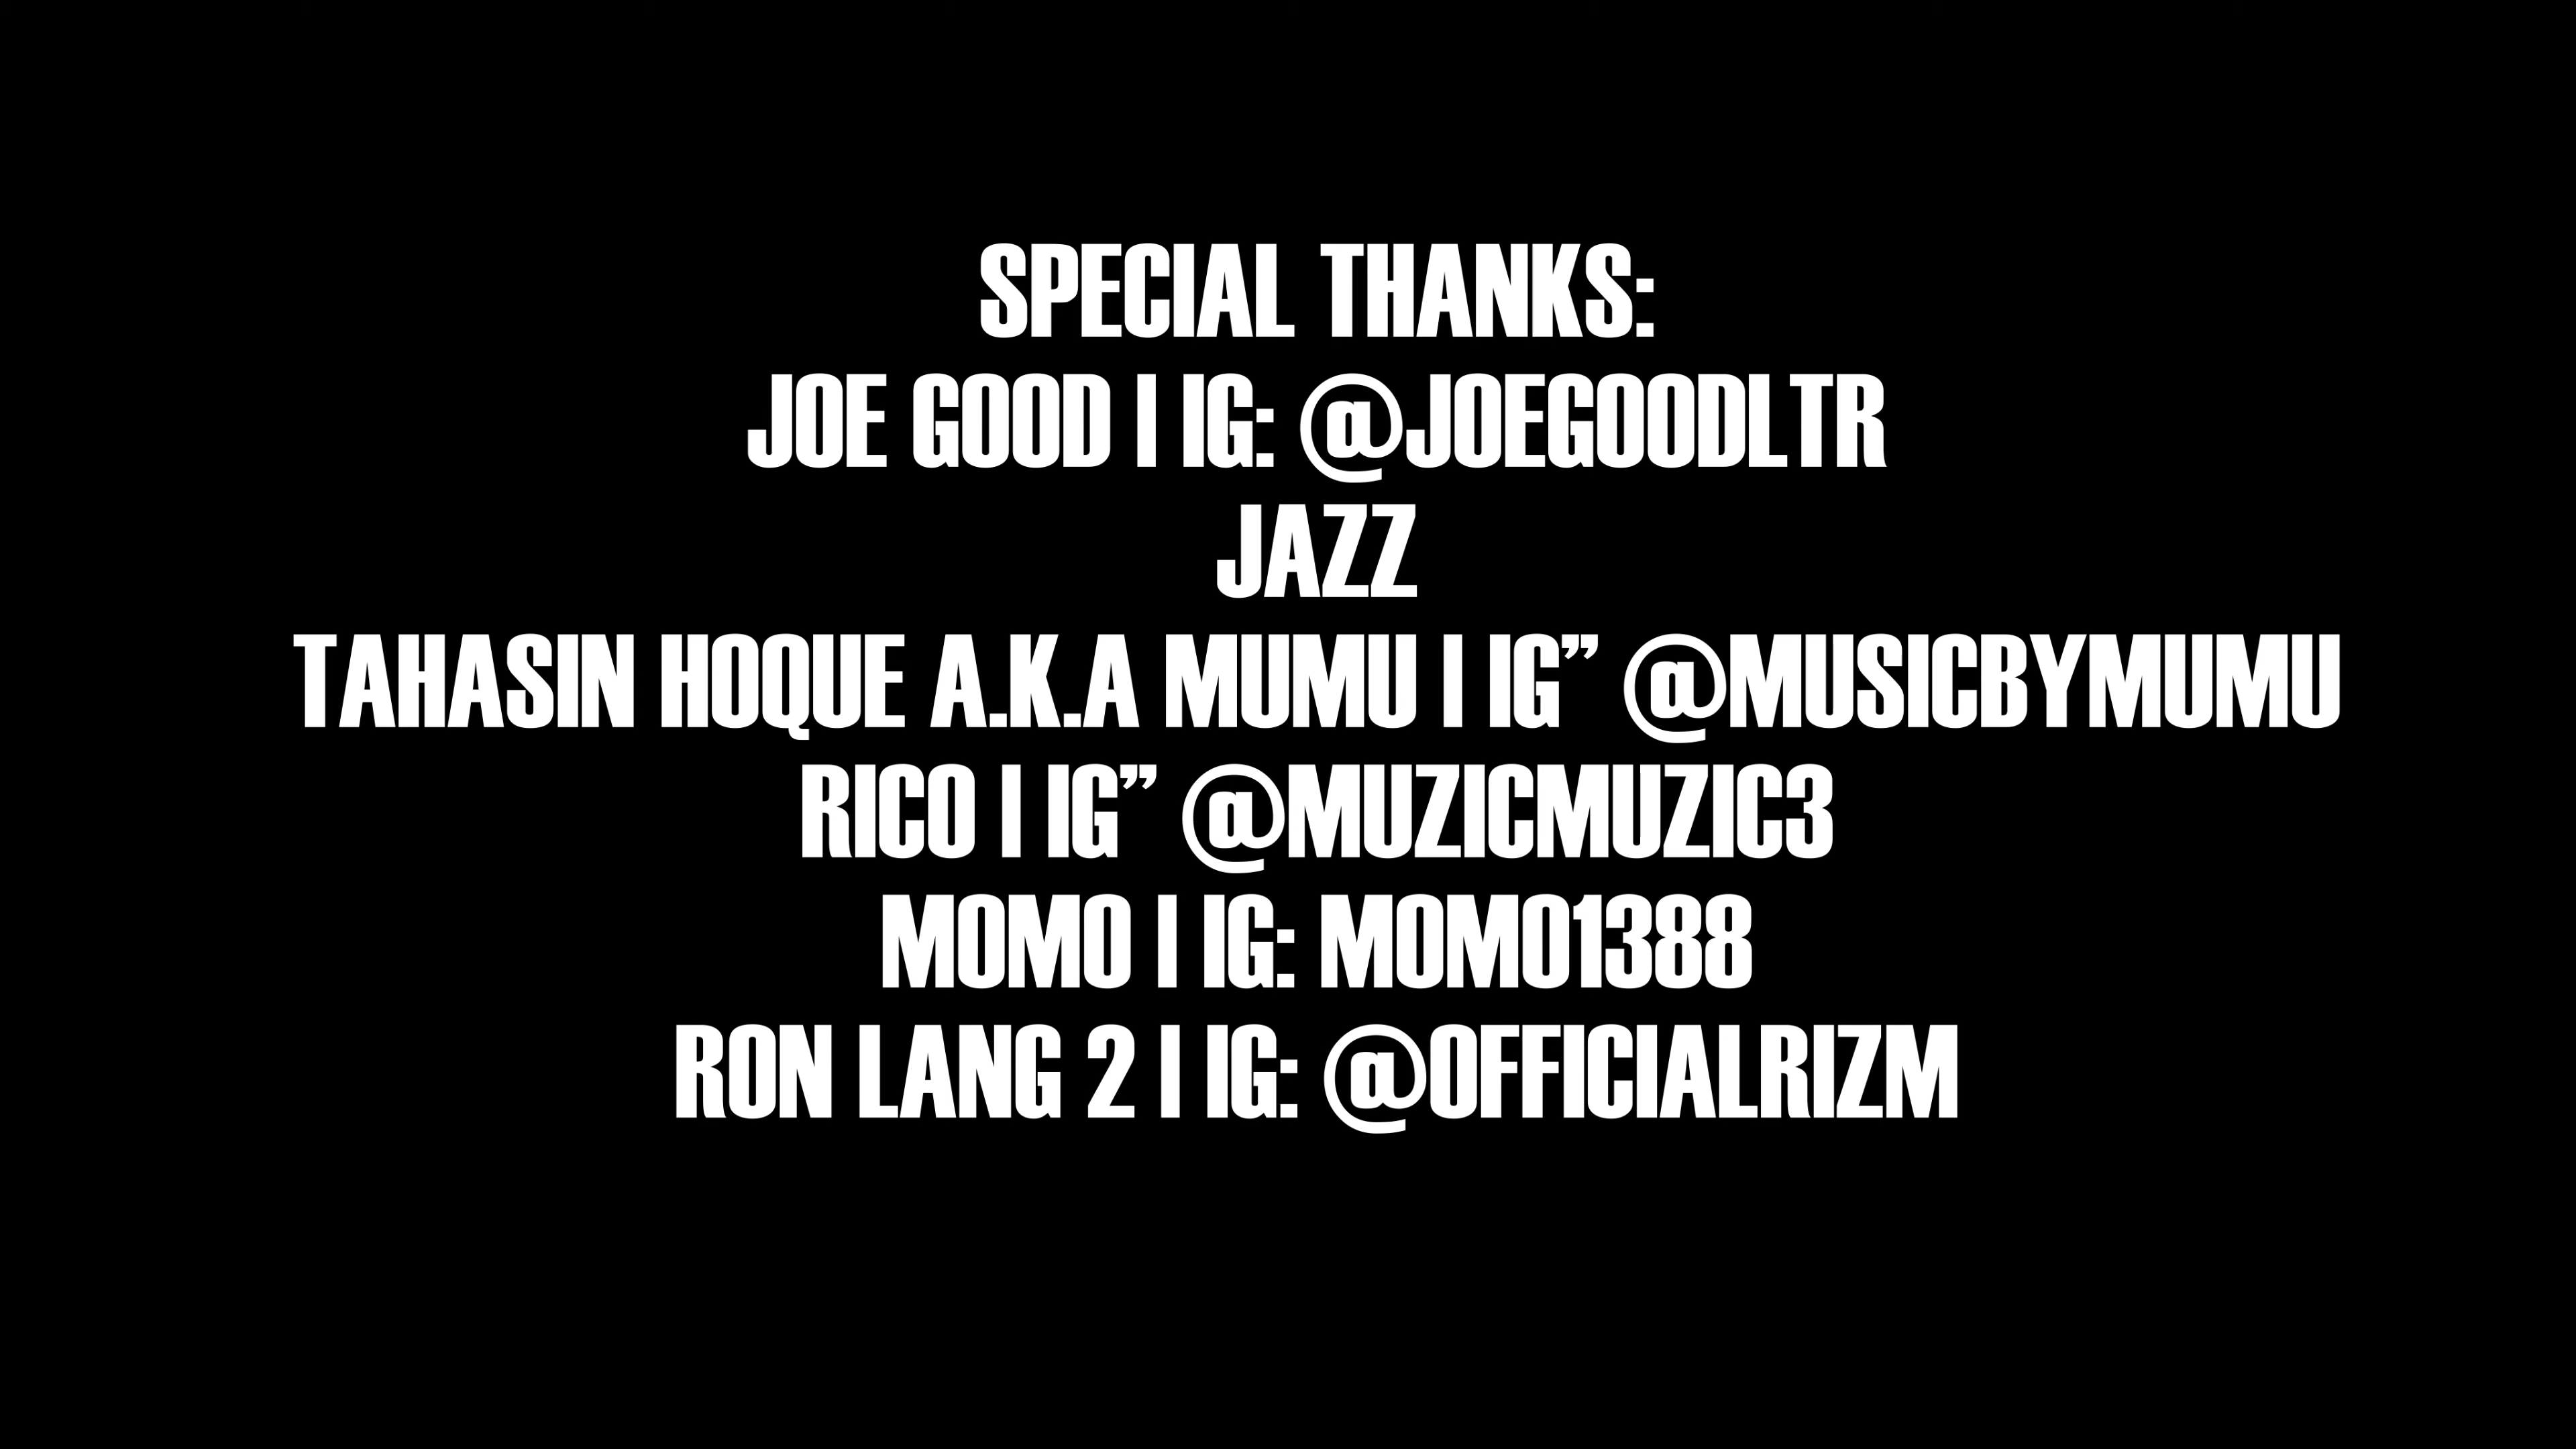 SPECIAL THANKS:
JOE GOOD | IG: @JOEGOODLTR
JAZZ
TAHASIN HOQUE A.K.A MUMU | IG” @MUSICBYMUMU
RICO | IG” @MUZICMUZIC3
MOMO | IG: MOMO1388
RON LANG 2 | IG: @OFFICIALRIZM